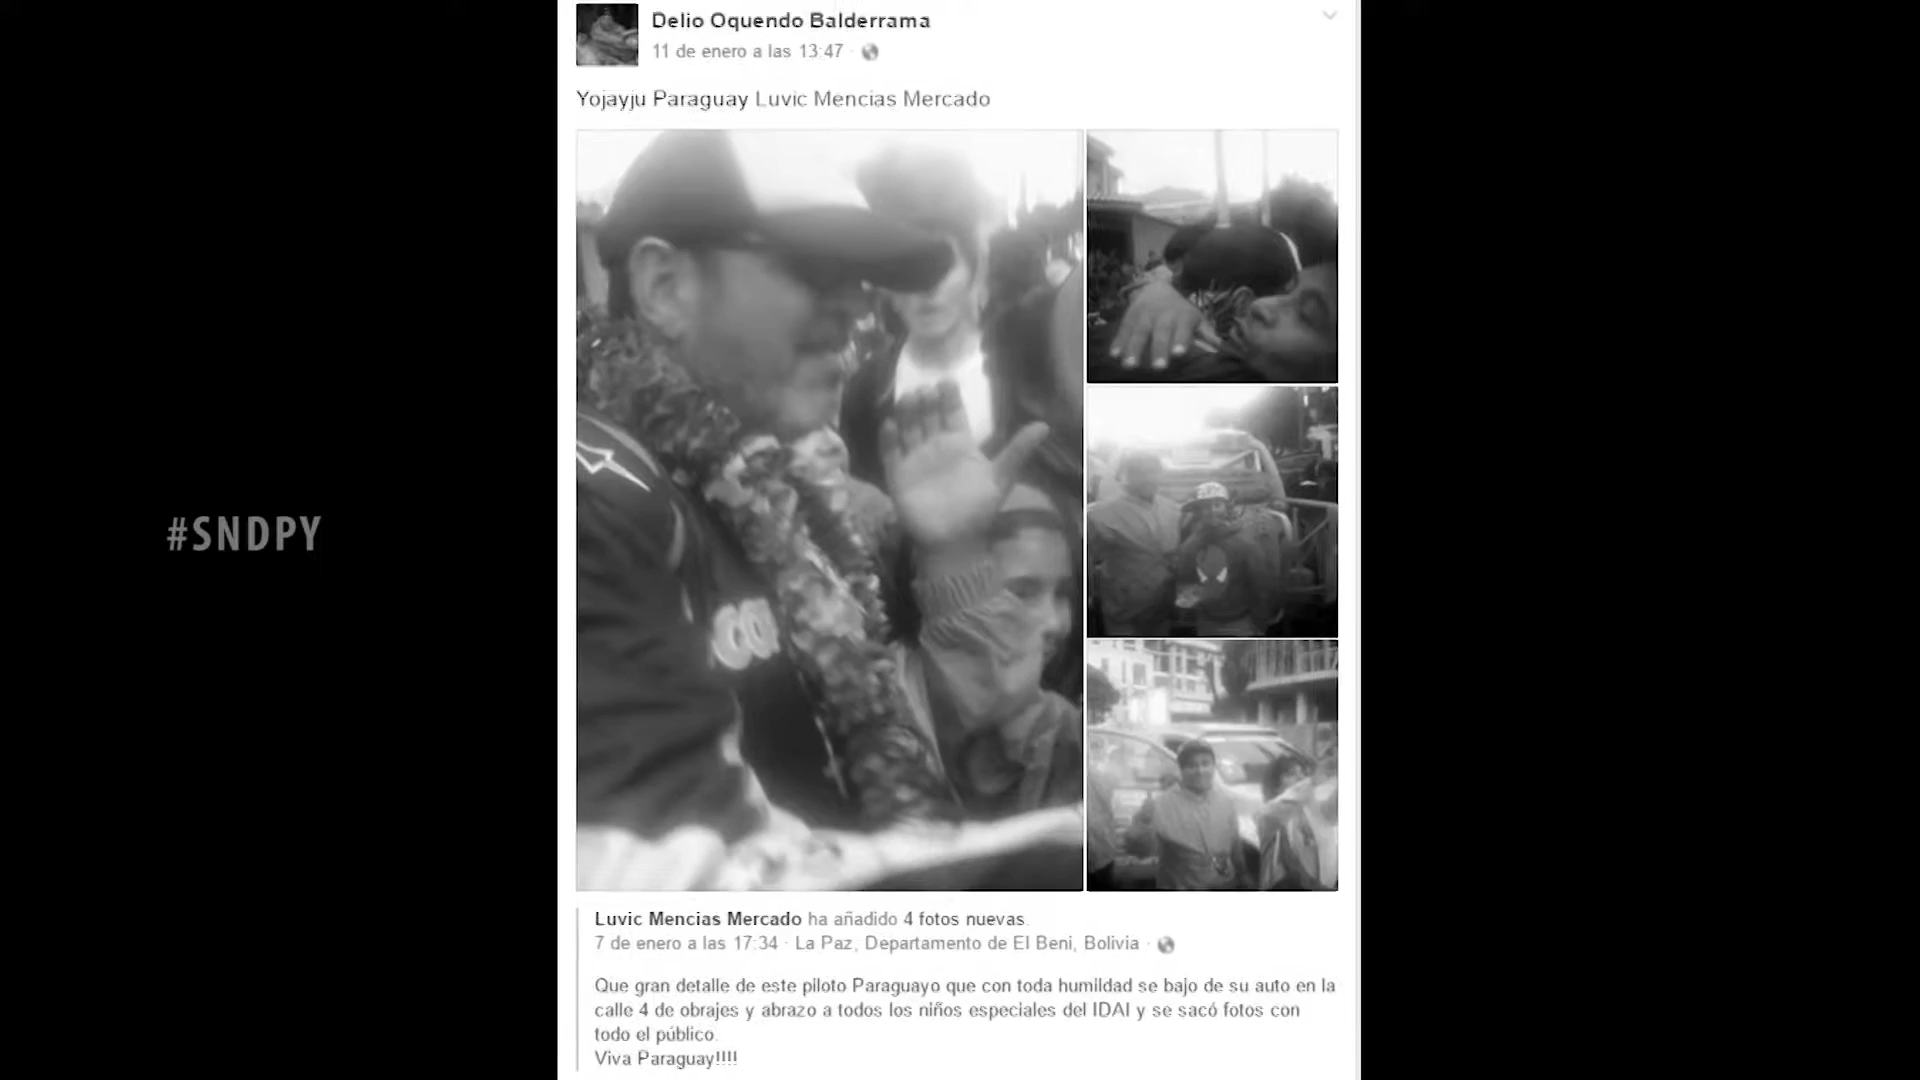 Delio Oquendo Balderrama
11 de enero a las 13:47 ·
Yojayju Paraguay Luvic Mencias Mercado
#SNDPY
Luvic Mencias Mercado ha añadido 4 fotos nuevas.
7 de enero a las 17:34 · La Paz, Departamento de El Beni, Bolivia ·
Que gran detalle de este piloto Paraguayo que con toda humildad se bajo de su auto en la
calle 4 de obrajes y abrazo a todos los niños especiales del IDAI y se sacó fotos con
todo el público.
Viva Paraguay!!!!